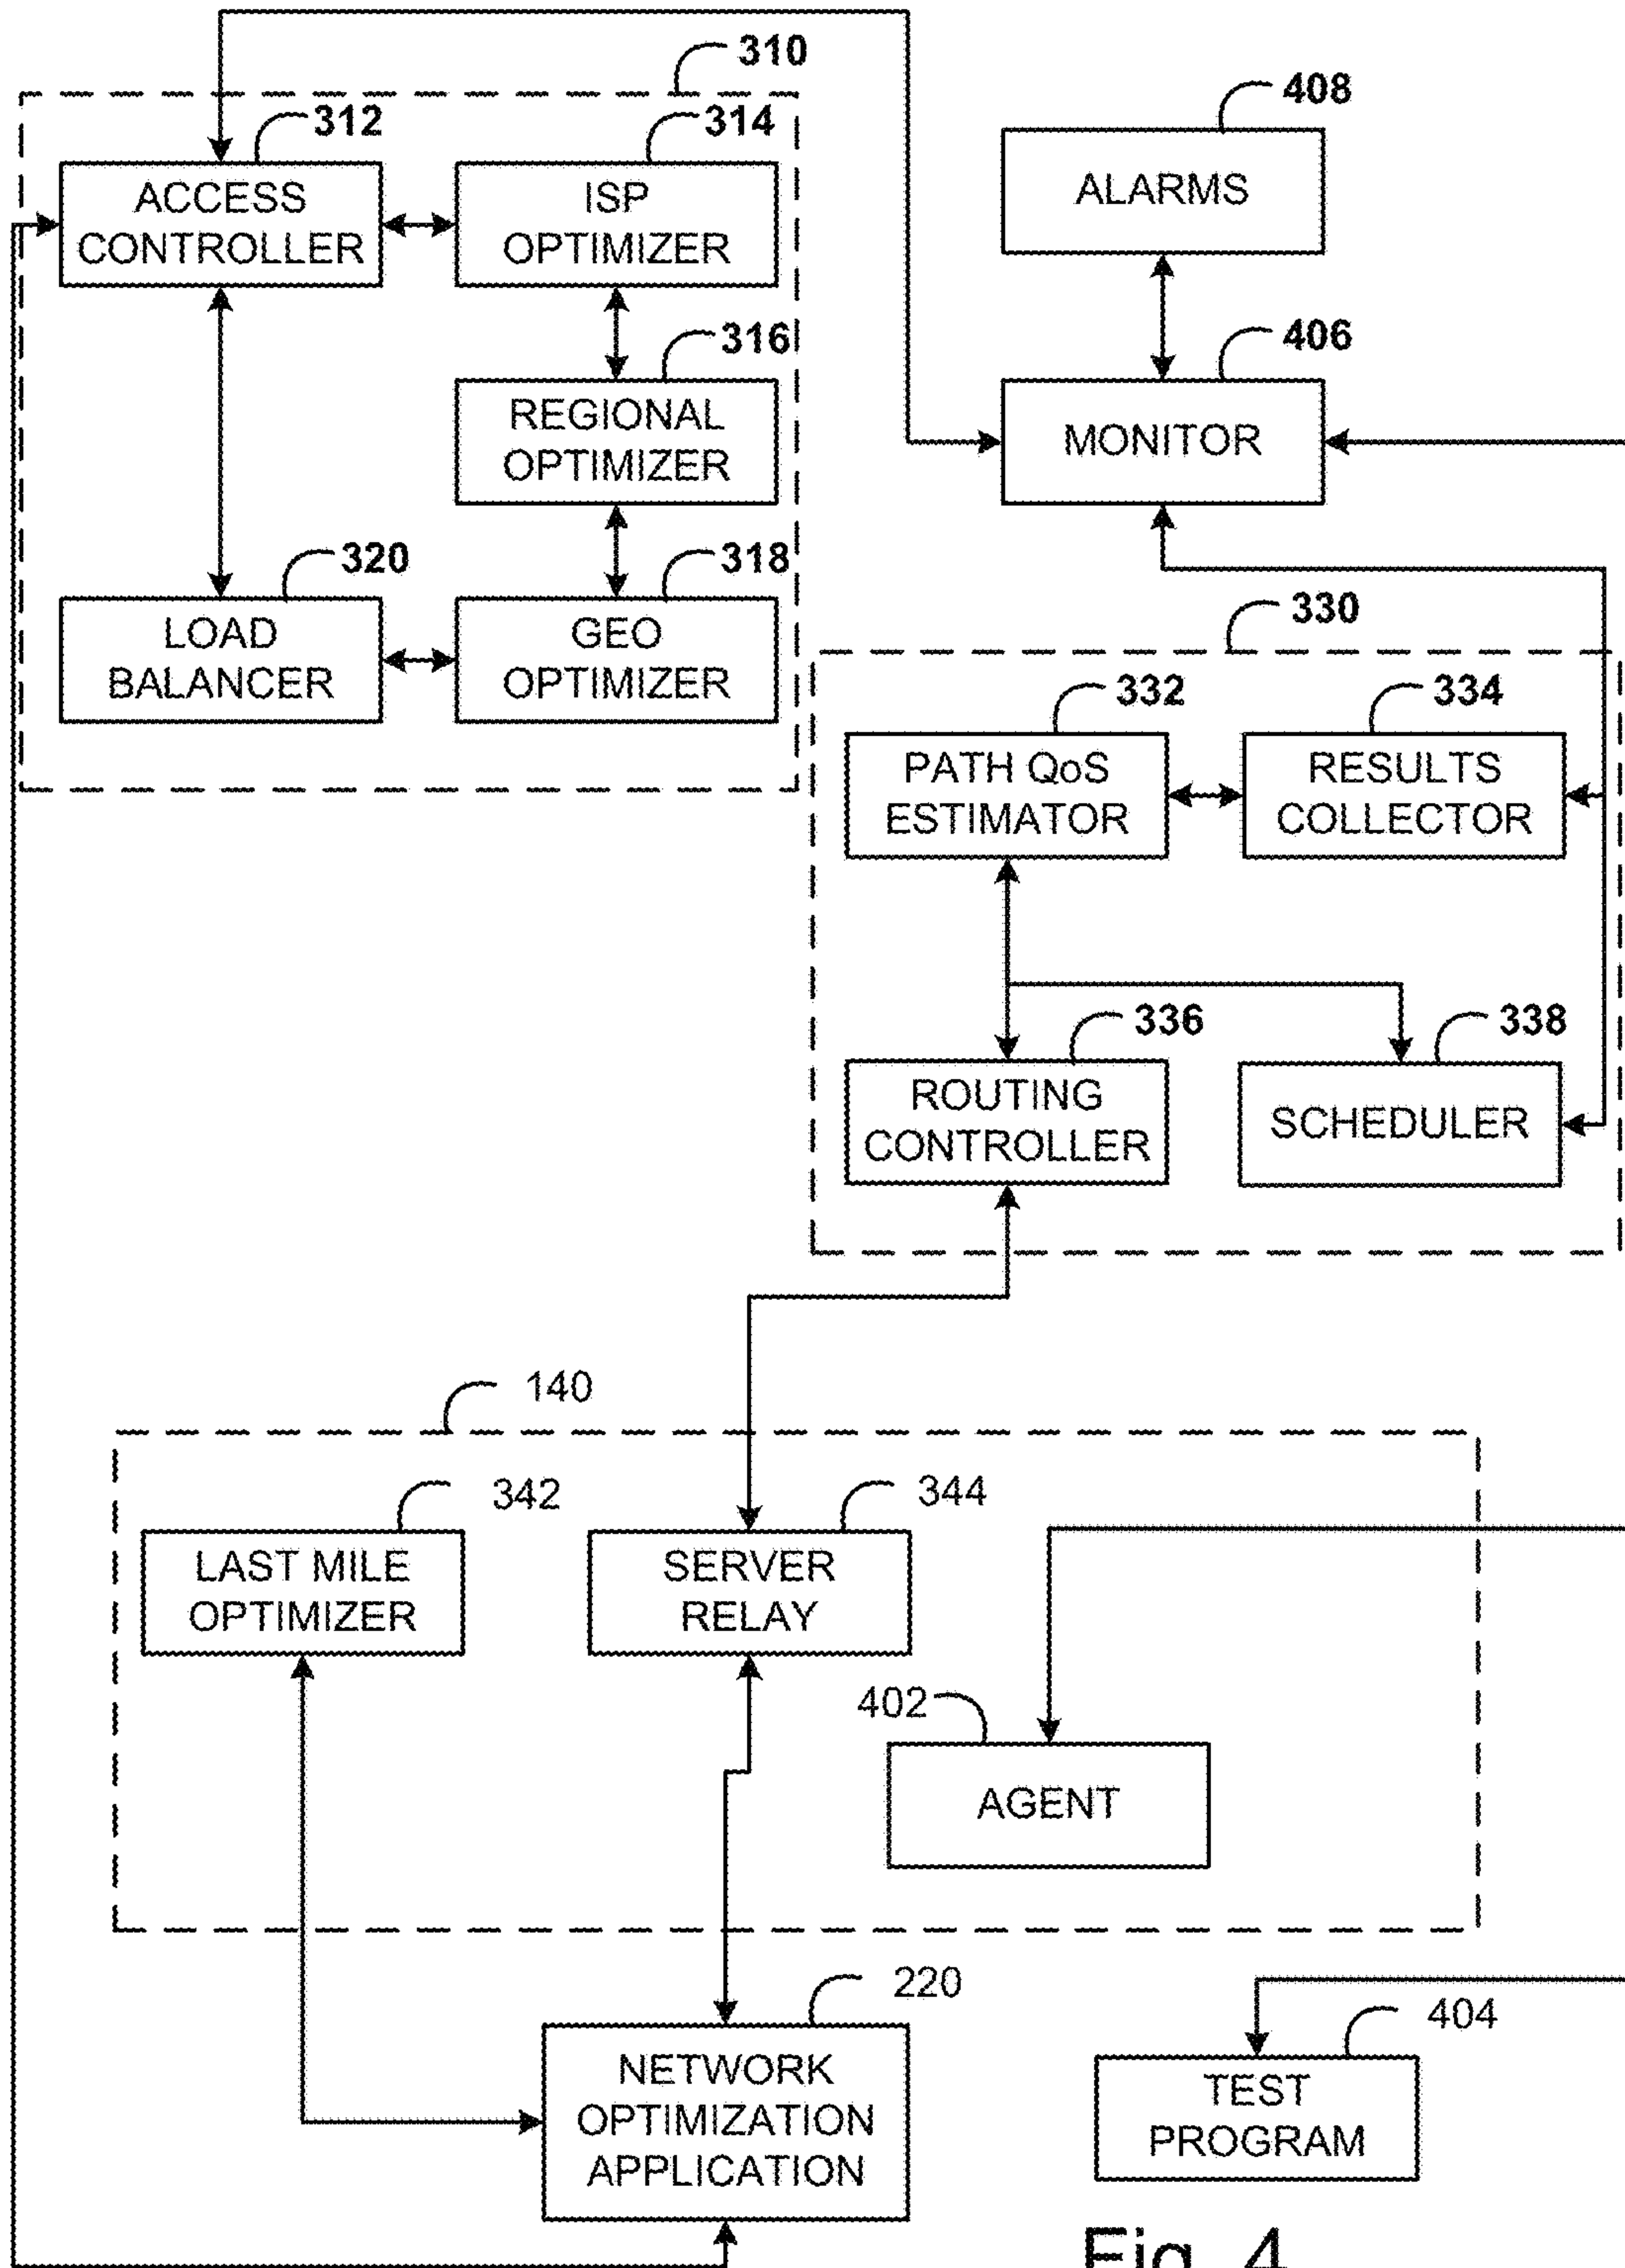 310
408
312
314
ALARMS
ACCESS
CONTROLLER
ISP
OPTIMIZER
316
406
REGIONAL
OPTIMIZER
MONITOR
320
318
LOAD
BALANCER
GEO
OPTIMIZER
330
332
334
PATH QoS
ESTIMATOR
RESULTS
COLLECTOR
336
338
ROUTING
CONTROLLER
SCHEDULER
140
342
344
LAST MILE
OPTIMIZER
SERVER
RELAY
402
AGENT
220
404
NETWORK
OPTIMIZATION
APPLICATION
TEST
PROGRAM
Fig. 4